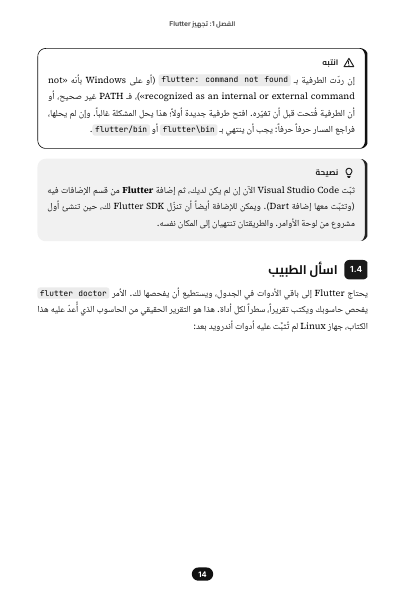 الفصل 1: تجهيز Flutter
انتبه
إن ردّت الطرفية بـ flutter: command not found (أو على Windows بأنه «not
recognized as an internal or external command»)، فـ PATH غير صحيح، أو
أن الطرفية فُتحت قبل أن تغيّره. افتح طرفية جديدة أولاً؛ هذا يحل المشكلة غالباً. وإن لم يحلها،
فراجع المسار حرفاً حرفاً: يجب أن ينتهي بـ flutter\bin أو flutter/bin.
نصيحة
ثبّت Visual Studio Code الآن إن لم يكن لديك، ثم إضافة Flutter من قسم الإضافات فيه
(وتثبّت معها إضافة Dart). ويمكن للإضافة أيضاً أن تنزّل Flutter SDK لك، حين تنشئ أول
مشروع من لوحة الأوامر. والطريقتان تنتهيان إلى المكان نفسه.
1.4 اسأل الطبيب
يحتاج Flutter إلى باقي الأدوات في الجدول، ويستطيع أن يفحصها لك. الأمر flutter doctor
يفحص حاسوبك ويكتب تقريراً، سطراً لكل أداة. هذا هو التقرير الحقيقي من الحاسوب الذي أُعدّ عليه هذا
الكتاب، جهاز Linux لم تُثبَّت عليه أدوات أندرويد بعد:
14